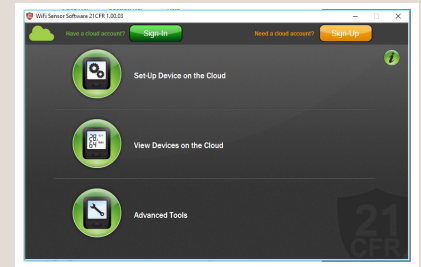 WiFi Sensor Software 21CFR 1.00.03
Have a cloud account? Sign-In Need a cloud account? Sign-Up
i
Set-Up Device on the Cloud
View Devices on the Cloud
Advanced Tools
21
CFR